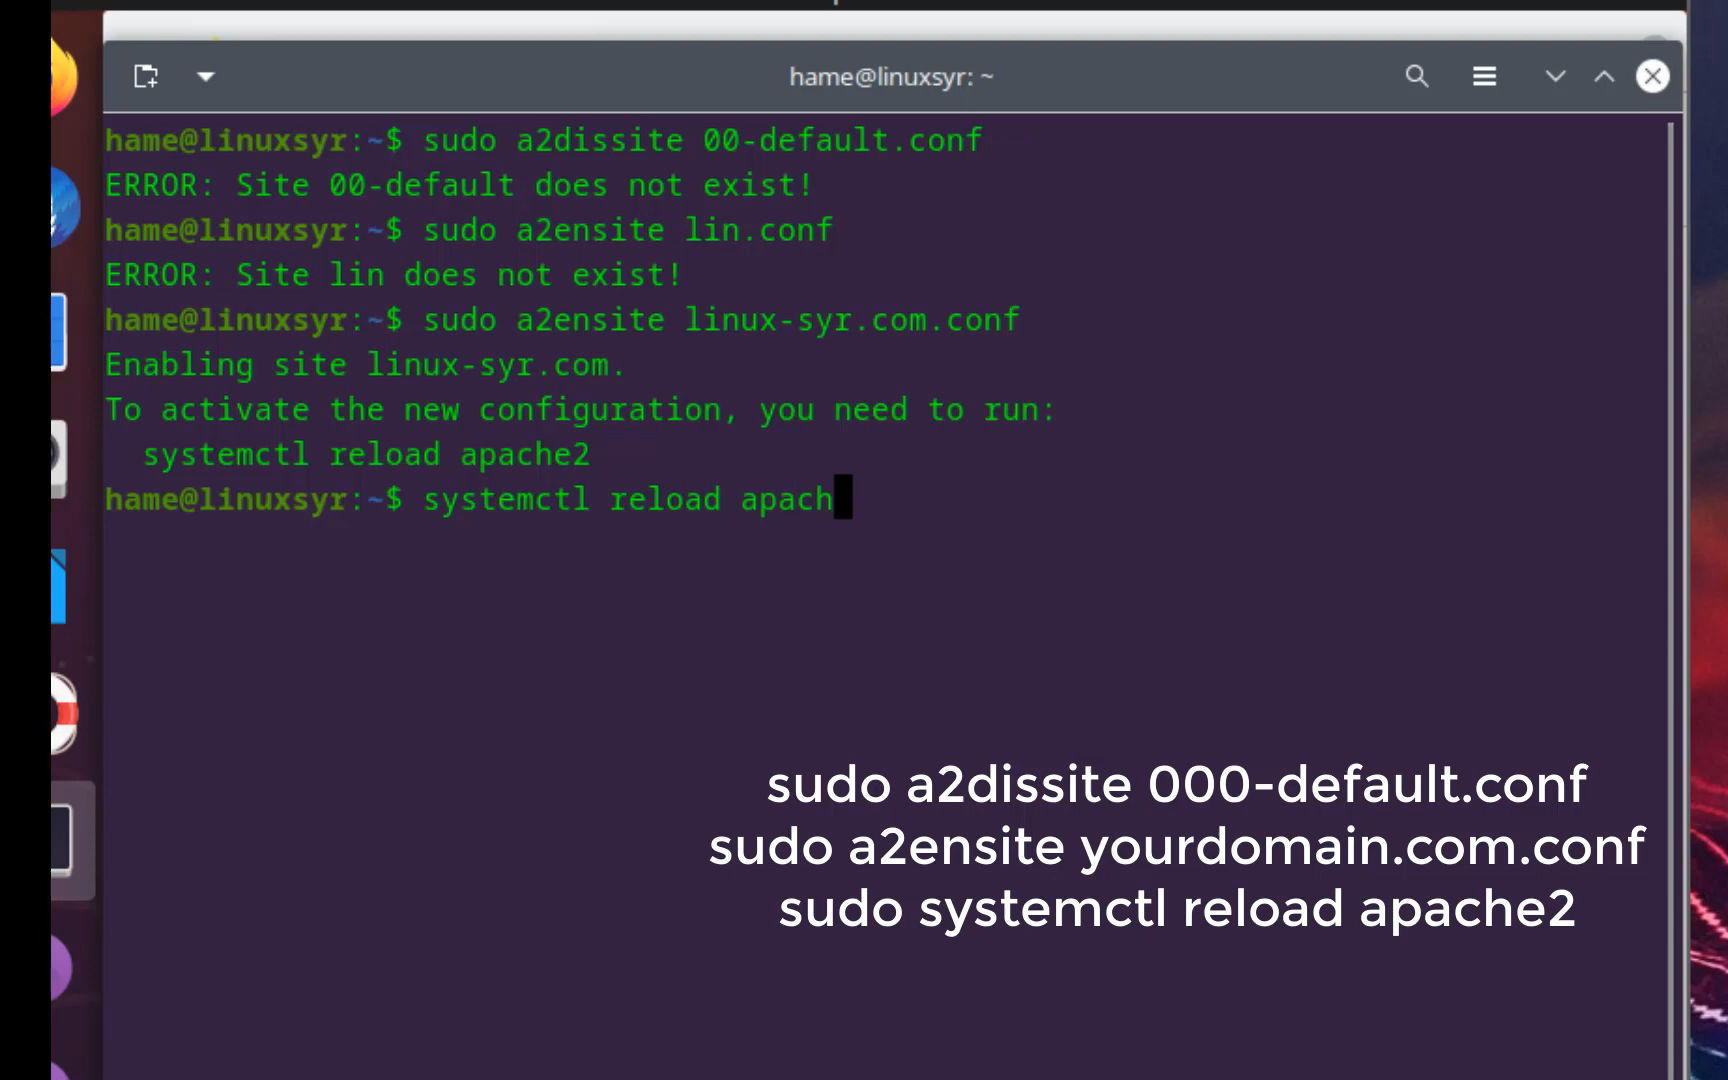 hame@linuxsyr: ~
hame@linuxsyr:~$ sudo a2dissite 00-default.conf
ERROR: Site 00-default does not exist!
hame@linuxsyr:~$ sudo a2ensite lin.conf
ERROR: Site lin does not exist!
hame@linuxsyr:~$ sudo a2ensite linux-syr.com.conf
Enabling site linux-syr.com.
To activate the new configuration, you need to run:
  systemctl reload apache2
hame@linuxsyr:~$ systemctl reload apach
sudo a2dissite 000-default.conf
sudo a2ensite yourdomain.com.conf
sudo systemctl reload apache2